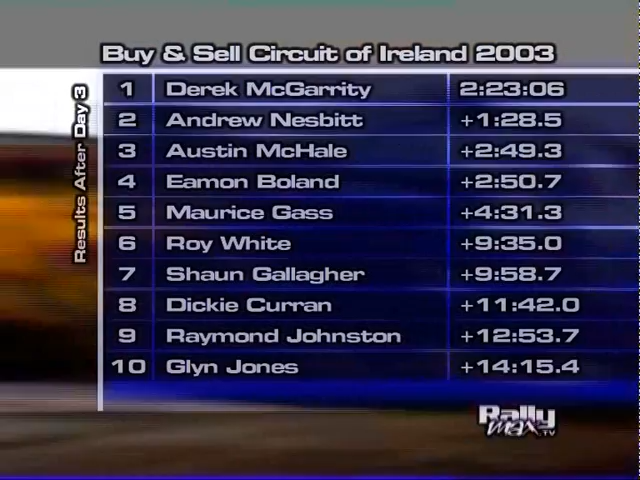 Buy & Sell Circuit of Ireland 2003
Results After Day 3
1 Derek McGarrity 2:23:06
2 Andrew Nesbitt +1:28.5
3 Austin McHale +2:49.3
4 Eamon Boland +2:50.7
5 Maurice Gass +4:31.3
6 Roy White +9:35.0
7 Shaun Gallagher +9:58.7
8 Dickie Curran +11:42.0
9 Raymond Johnston +12:53.7
10 Glyn Jones +14:15.4
Rally
max.TV